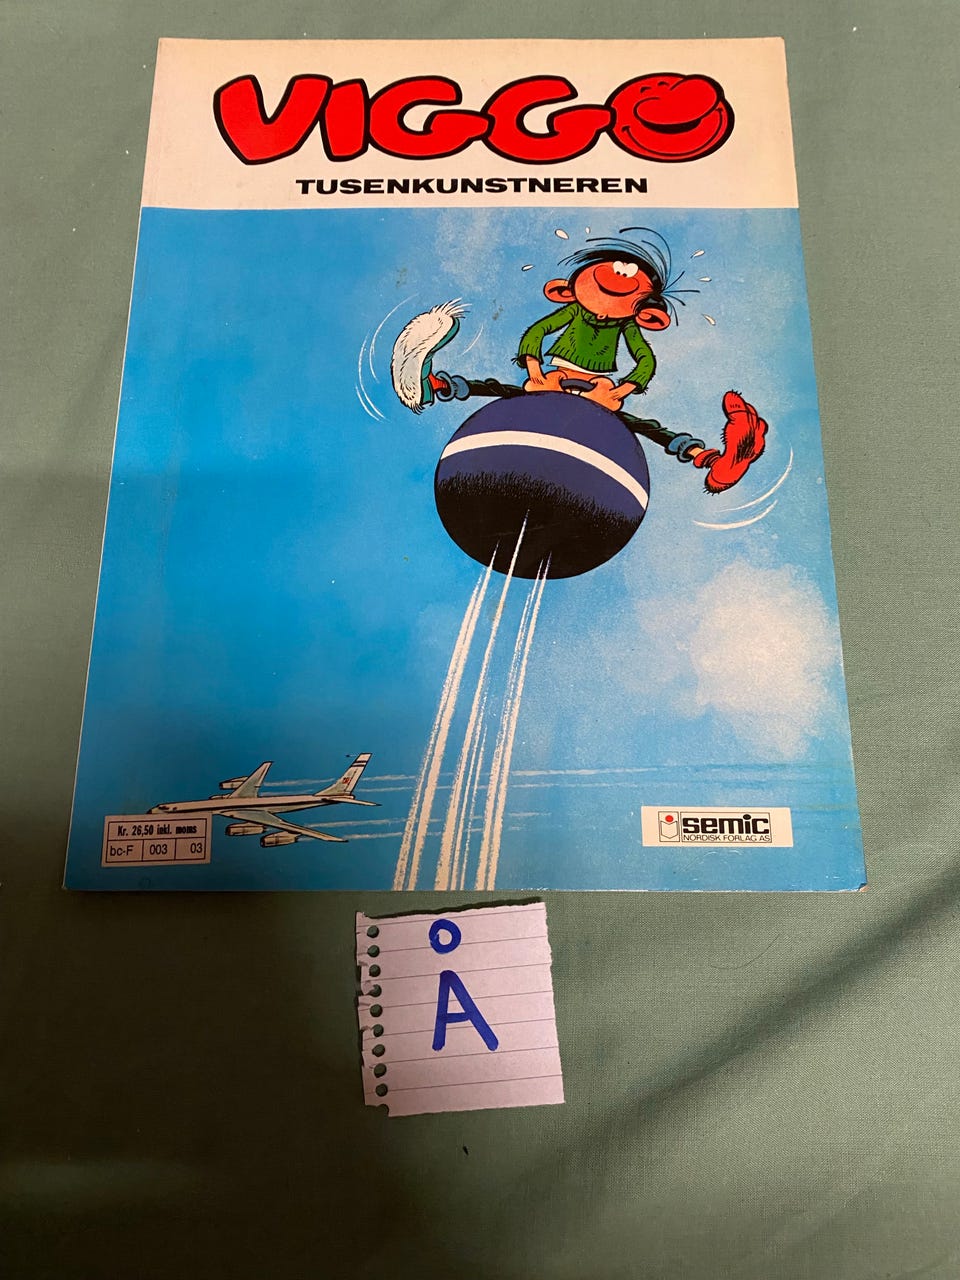 VIGGO
TUSENKUNSTNEREN
Kr. 26,50 inkl. moms
bc-F 003 03
semic
NORDISK FORLAG AS
Å